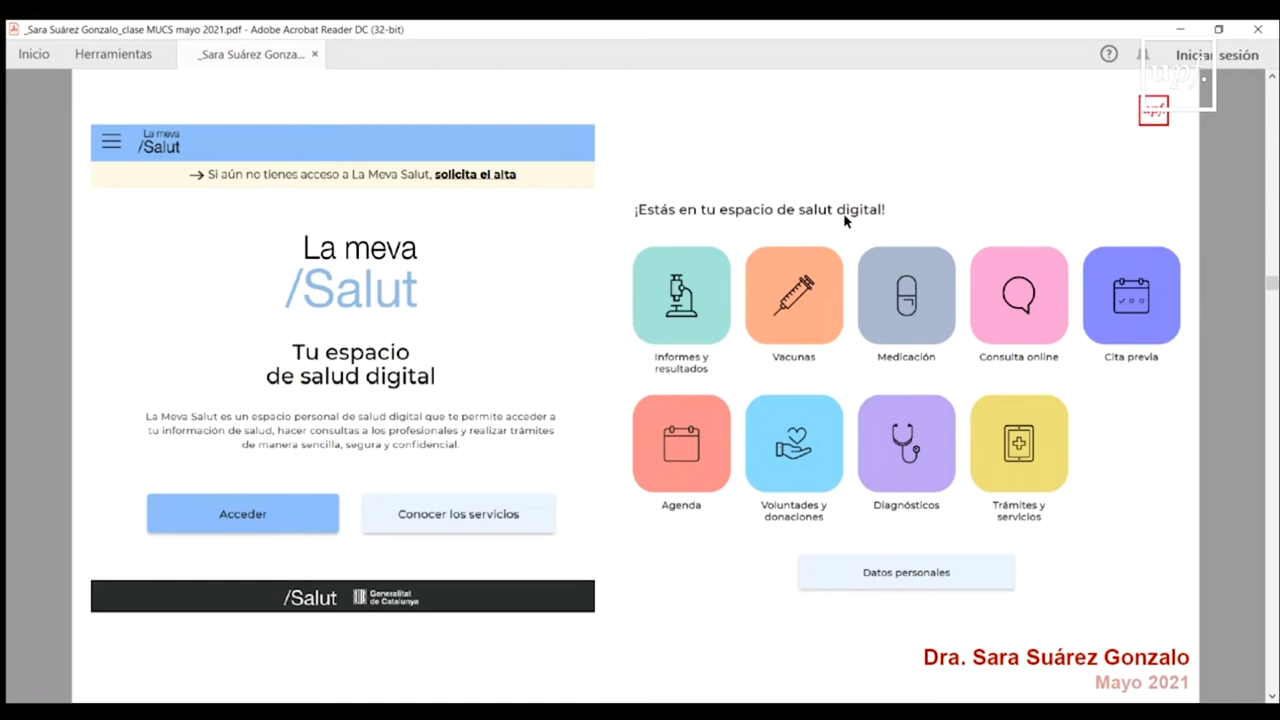 _Sara Suárez Gonzalo_clase MUCS mayo 2021.pdf - Adobe Acrobat Reader DC (32-bit)
Inicio
Herramientas
_Sara Suárez Gonza...
Iniciar sesión
upf.
upf.
La meva
/Salut
→ Si aún no tienes acceso a La Meva Salut, solicita el alta
La meva
/Salut
Tu espacio
de salud digital
La Meva Salut es un espacio personal de salud digital que te permite acceder a
tu información de salud, hacer consultas a los profesionales y realizar trámites
de manera sencilla, segura y confidencial.
Acceder
Conocer los servicios
/Salut
Generalitat
de Catalunya
¡Estás en tu espacio de salut digital!
Informes y
resultados
Vacunas
Medicación
Consulta online
Cita previa
Agenda
Voluntades y
donaciones
Diagnósticos
Trámites y
servicios
Datos personales
Dra. Sara Suárez Gonzalo
Mayo 2021